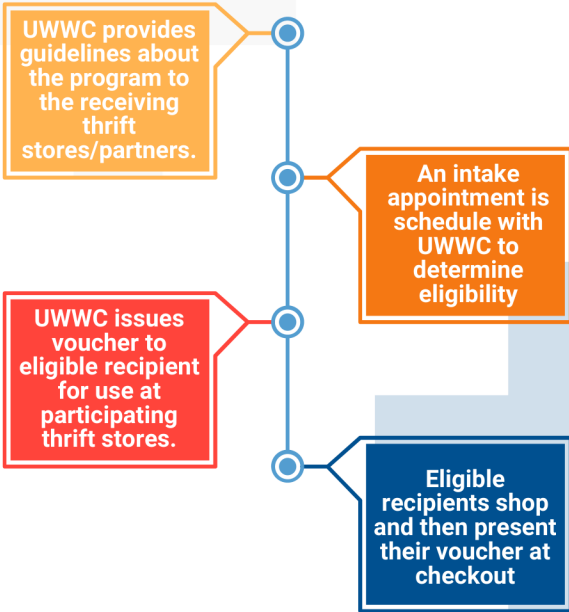 UWWC provides
guidelines about
the program to
the receiving
thrift
stores/partners.
An intake
appointment is
schedule with
UWWC to
determine
eligibility
UWWC issues
voucher to
eligible recipient
for use at
participating
thrift stores.
Eligible
recipients shop
and then present
their voucher at
checkout